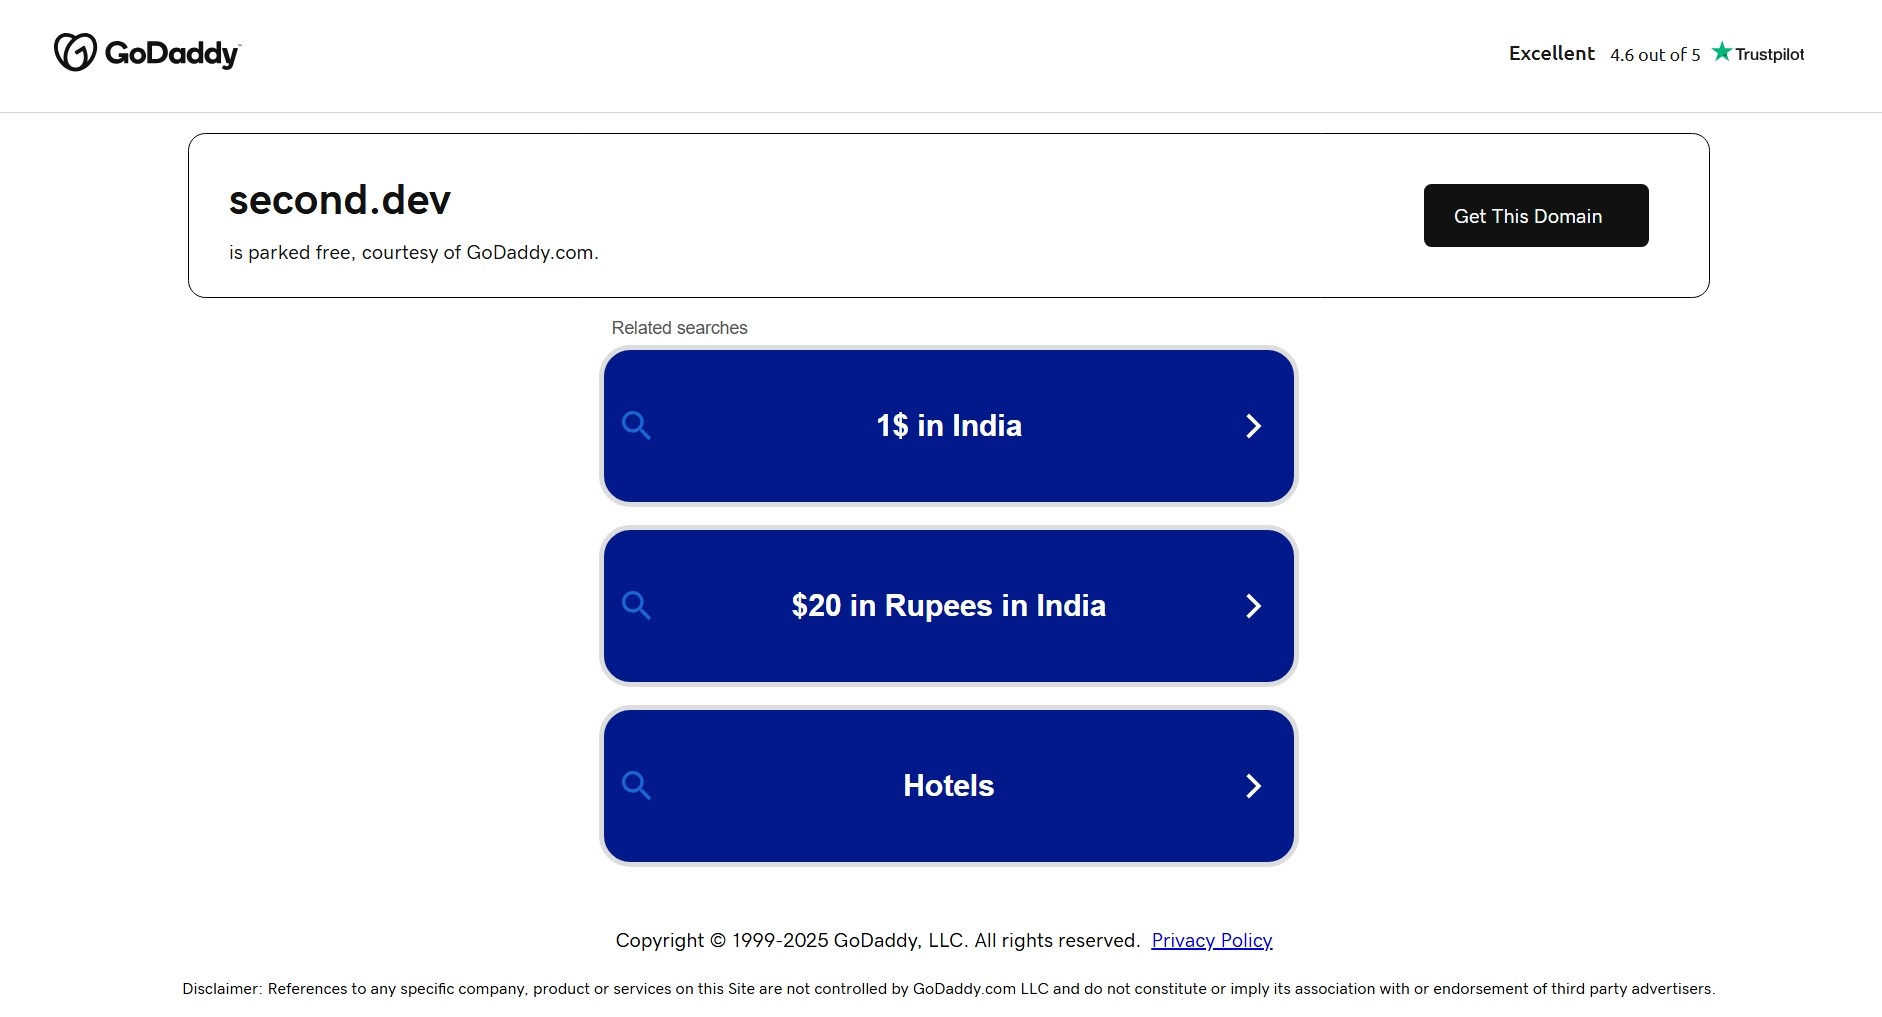 GoDaddy
Excellent 4.6 out of 5 Trustpilot
second.dev
is parked free, courtesy of GoDaddy.com.
Get This Domain
Related searches
1$ in India
$20 in Rupees in India
Hotels
Copyright © 1999-2025 GoDaddy, LLC. All rights reserved. Privacy Policy
Disclaimer: References to any specific company, product or services on this Site are not controlled by GoDaddy.com LLC and do not constitute or imply its association with or endorsement of third party advertisers.